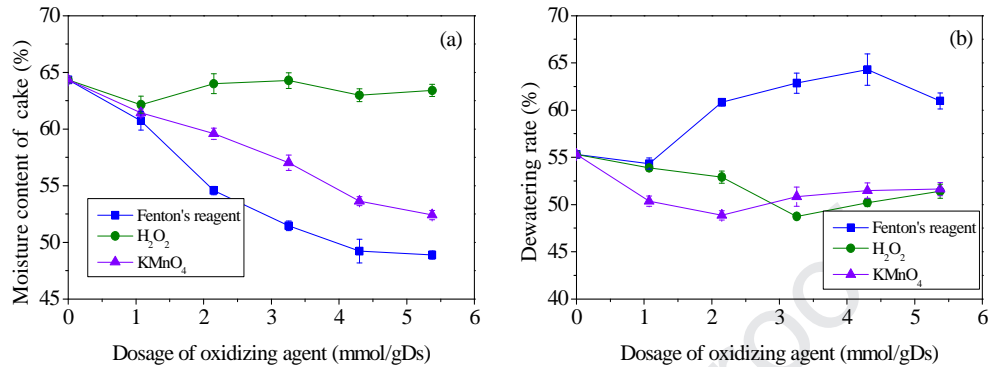 (a)
Moisture content of cake (%)
70
65
60
55
50
45
Fenton's reagent
H₂O₂
KMnO₄
0 1 2 3 4 5 6
Dosage of oxidizing agent (mmol/gDs)
(b)
Dewatering rate (%)
70
65
60
55
50
45
40
Fenton's reagent
H₂O₂
KMnO₄
0 1 2 3 4 5 6
Dosage of oxidizing agent (mmol/gDs)